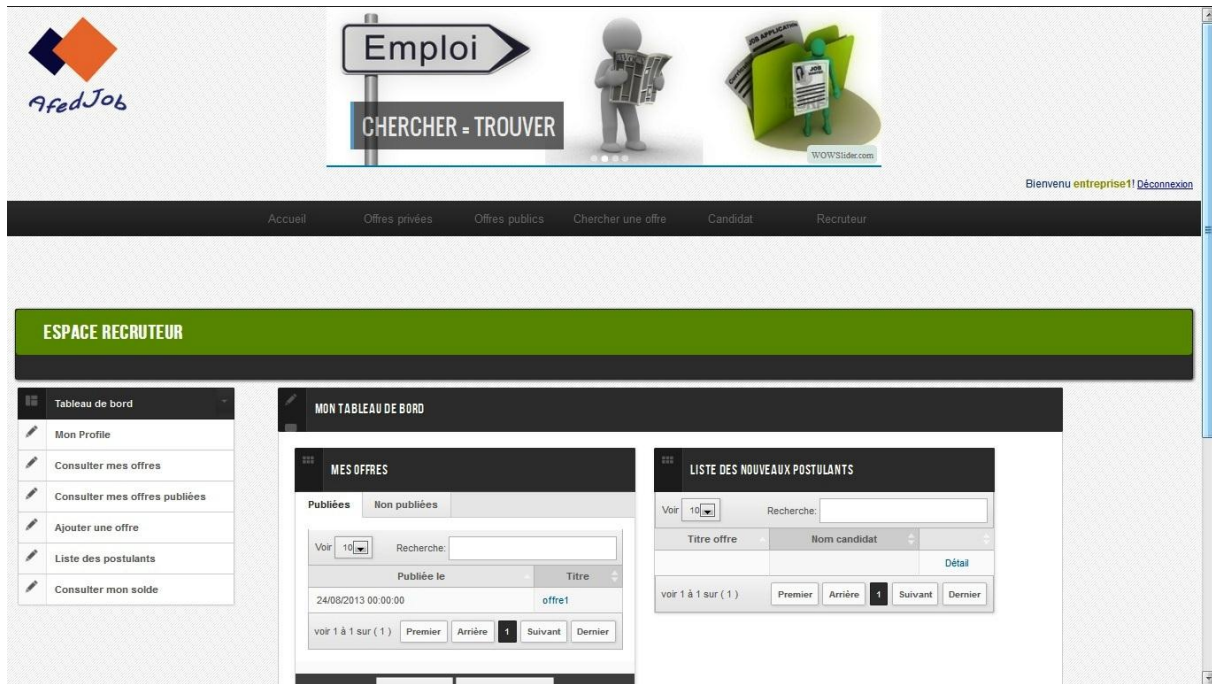 AfedJob
Emploi
CHERCHER = TROUVER
JOB APPLICATION
JOB
WOWSlider.com
Bienvenu entreprise1! Déconnexion
Accueil Offres privées Offres publics Chercher une offre Candidat Recruteur
ESPACE RECRUTEUR
Tableau de bord
Mon Profile
Consulter mes offres
Consulter mes offres publiées
Ajouter une offre
Liste des postulants
Consulter mon solde
MON TABLEAU DE BORD
MES OFFRES
Publiées Non publiées
Voir 10 Recherche:
Publiée le Titre
24/08/2013 00:00:00 offre1
voir 1 à 1 sur ( 1 ) Premier Arrière 1 Suivant Dernier
LISTE DES NOUVEAUX POSTULANTS
Voir 10 Recherche:
Titre offre Nom candidat
Détail
voir 1 à 1 sur ( 1 ) Premier Arrière 1 Suivant Dernier